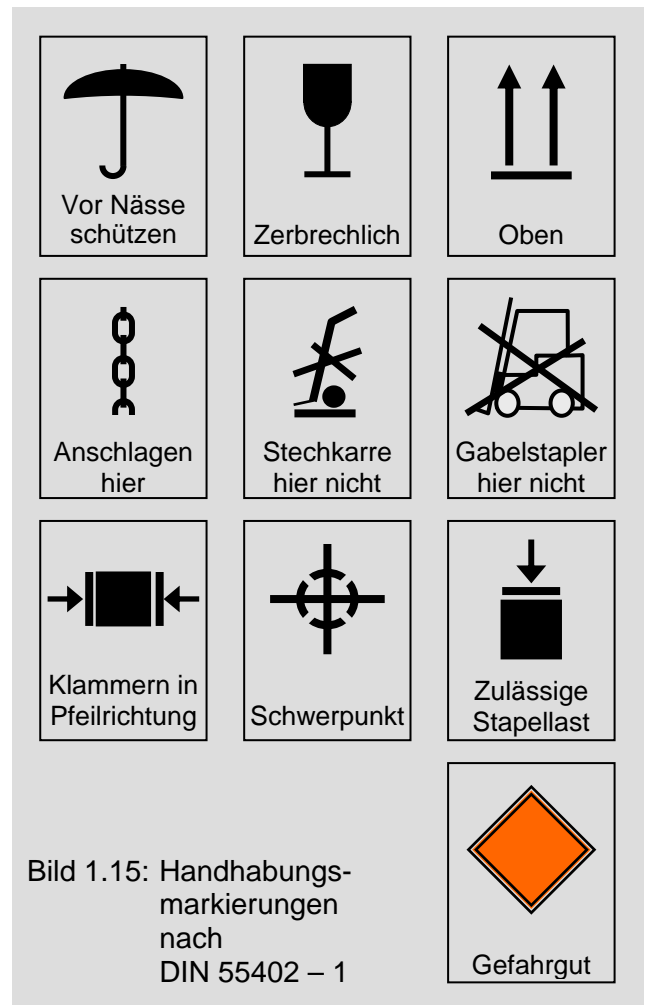 Vor Nässe
schützen
Zerbrechlich
Oben
Anschlagen
hier
Stechkarre
hier nicht
Gabelstapler
hier nicht
Klammern in
Pfeilrichtung
Schwerpunkt
Zulässige
Stapellast
Gefahrgut
Bild 1.15: Handhabungs-
markierungen
nach
DIN 55402 – 1